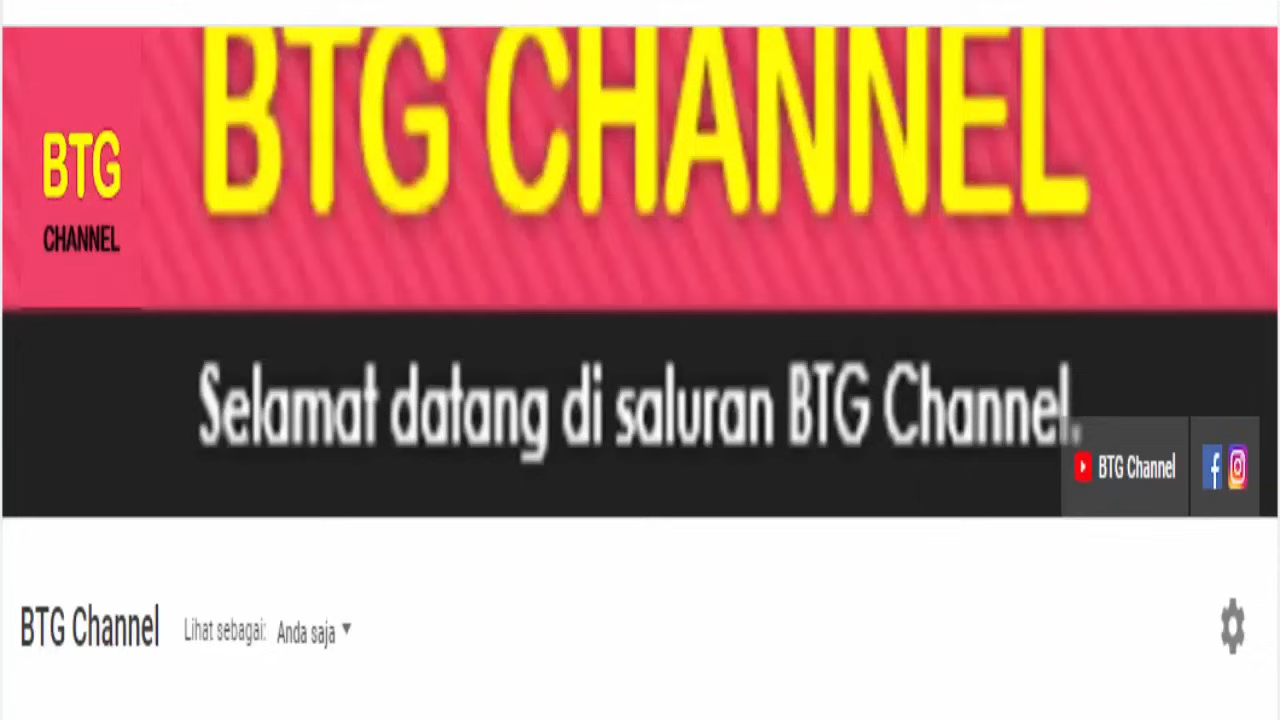 BTG CHANNEL
BTG
CHANNEL
Selamat datang di saluran BTG Channel.
BTG Channel
BTG Channel Lihat sebagai: Anda saja